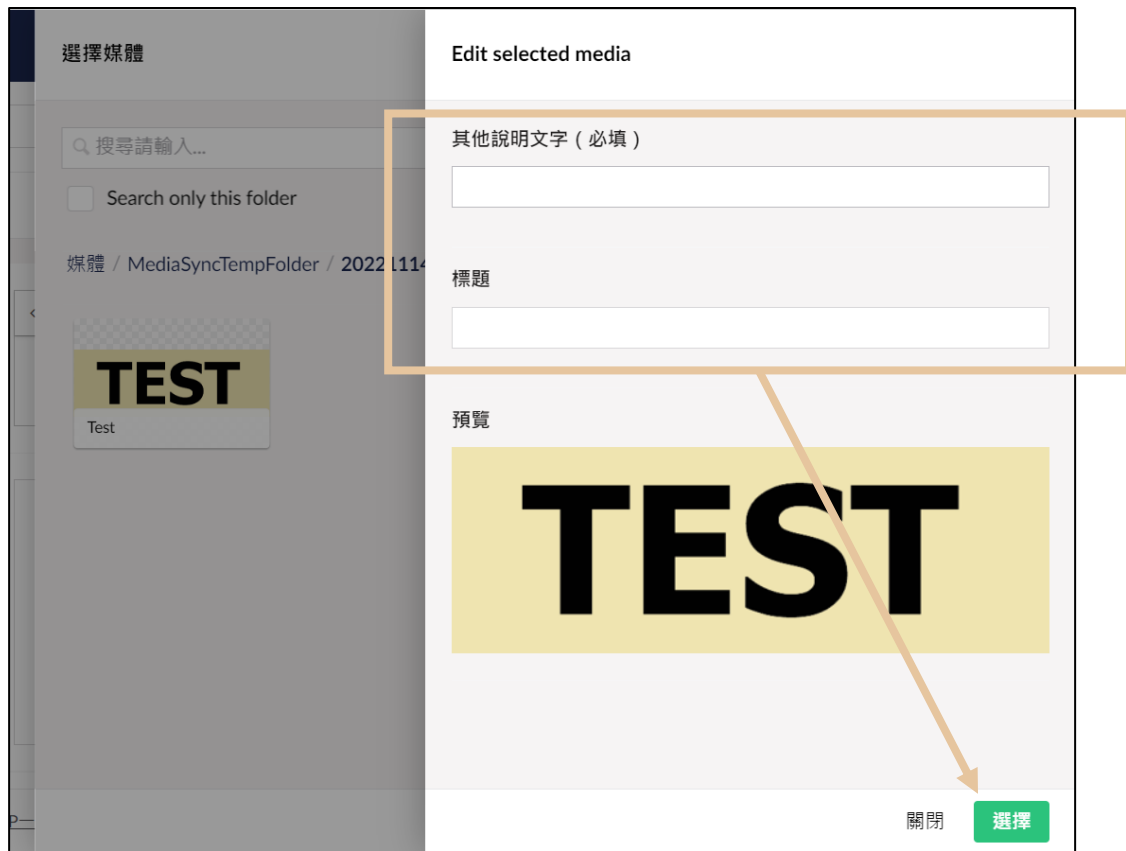 選擇媒體
搜尋請輸入...
Search only this folder
媒體 / MediaSyncTempFolder / 20221114
TEST
Test
Edit selected media
其他說明文字（必填）
標題
預覽
TEST
關閉
選擇